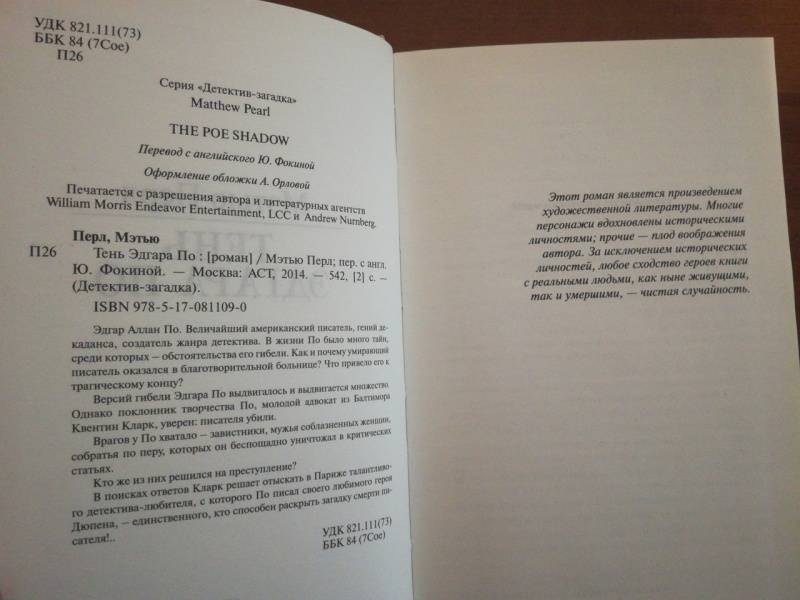 УДК 821.111(73)
ББК 84 (7Сое)
П26
Серия «Детектив-загадка»
Matthew Pearl
THE POE SHADOW
Перевод с английского Ю. Фокиной
Оформление обложки А. Орловой
Печатается с разрешения автора и литературных агентств
William Morris Endeavor Entertainment, LCC и Andrew Nurnberg.
Перл, Мэтью
П26 Тень Эдгара По : [роман] / Мэтью Перл; пер. с англ.
Ю. Фокиной. — Москва: АСТ, 2014. — 542, [2] с. —
(Детектив-загадка).
ISBN 978-5-17-081109-0
Эдгар Аллан По. Величайший американский писатель, гений де-
каданса, создатель жанра детектива. В жизни По было много тайн,
среди которых — обстоятельства его гибели. Как и почему умирающий
писатель оказался в благотворительной больнице? Что привело его к
трагическому концу?
Версий гибели Эдгара По выдвигалось и выдвигается множество.
Однако поклонник творчества По, молодой адвокат из Балтимора
Квентин Кларк, уверен: писателя убили.
Врагов у По хватало — завистники, мужья соблазненных женщин,
собратья по перу, которых он беспощадно уничтожал в критических
статьях.
Кто же из них решился на преступление?
В поисках ответов Кларк решает отыскать в Париже талантливо-
го детектива-любителя, с которого По писал своего любимого героя
Дюпена, — единственного, кто способен раскрыть загадку смерти пи-
сателя!..
УДК 821.111(73)
ББК 84 (7Сое)
Этот роман является произведением
художественной литературы. Многие
персонажи вдохновлены историческими
личностями; прочие — плод воображения
автора. За исключением исторических
личностей, любое сходство героев книги
с реальными людьми, как ныне живущими,
так и умершими, — чистая случайность.